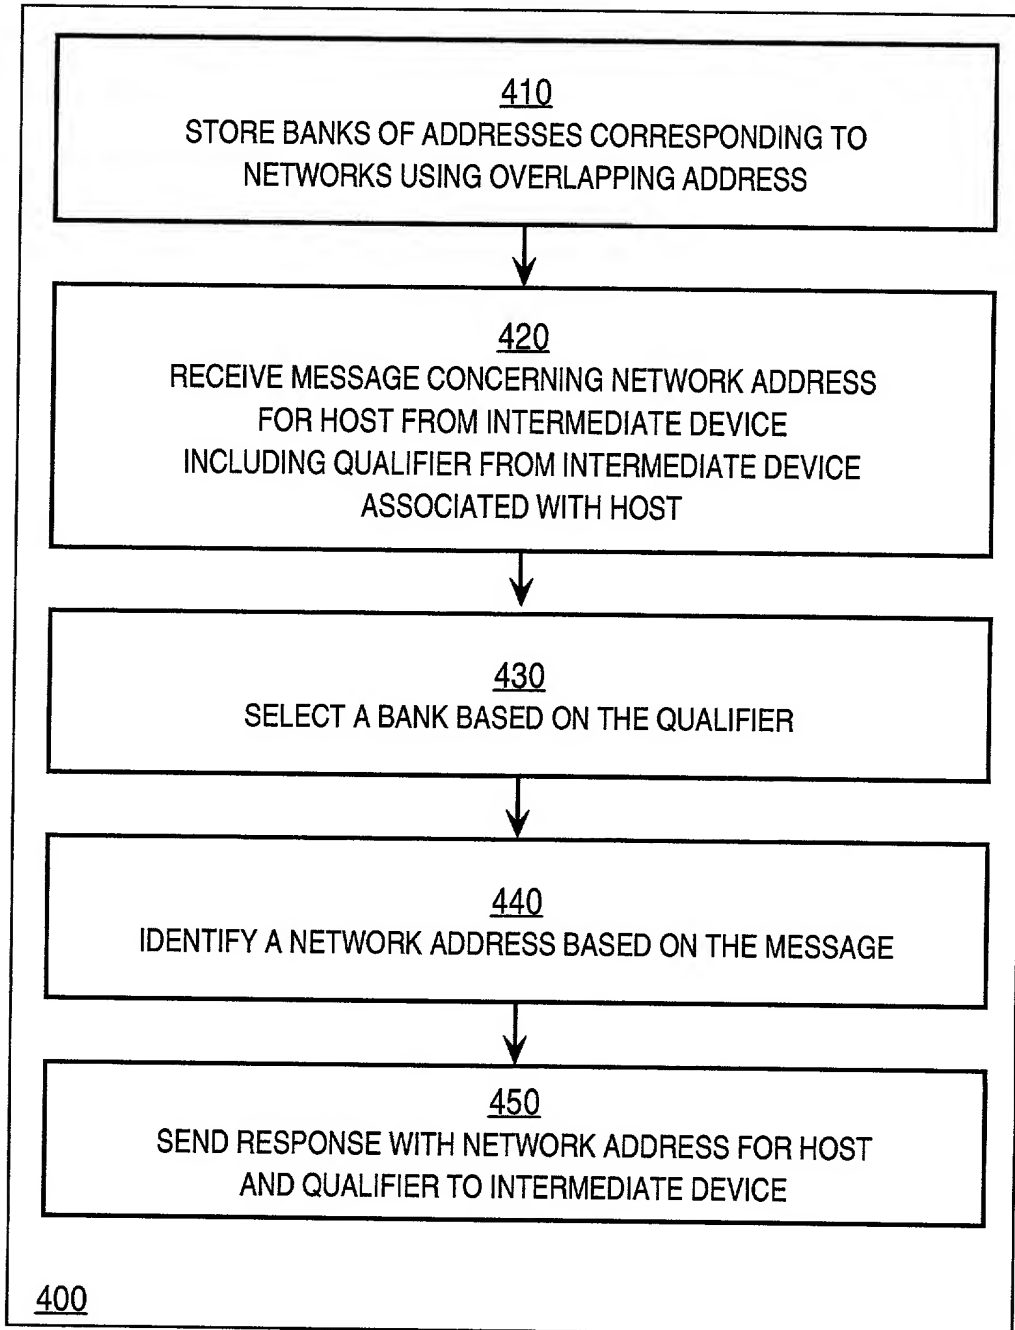 410
STORE BANKS OF ADDRESSES CORRESPONDING TO
NETWORKS USING OVERLAPPING ADDRESS
420
RECEIVE MESSAGE CONCERNING NETWORK ADDRESS
FOR HOST FROM INTERMEDIATE DEVICE
INCLUDING QUALIFIER FROM INTERMEDIATE DEVICE
ASSOCIATED WITH HOST
430
SELECT A BANK BASED ON THE QUALIFIER
440
IDENTIFY A NETWORK ADDRESS BASED ON THE MESSAGE
450
SEND RESPONSE WITH NETWORK ADDRESS FOR HOST
AND QUALIFIER TO INTERMEDIATE DEVICE
400